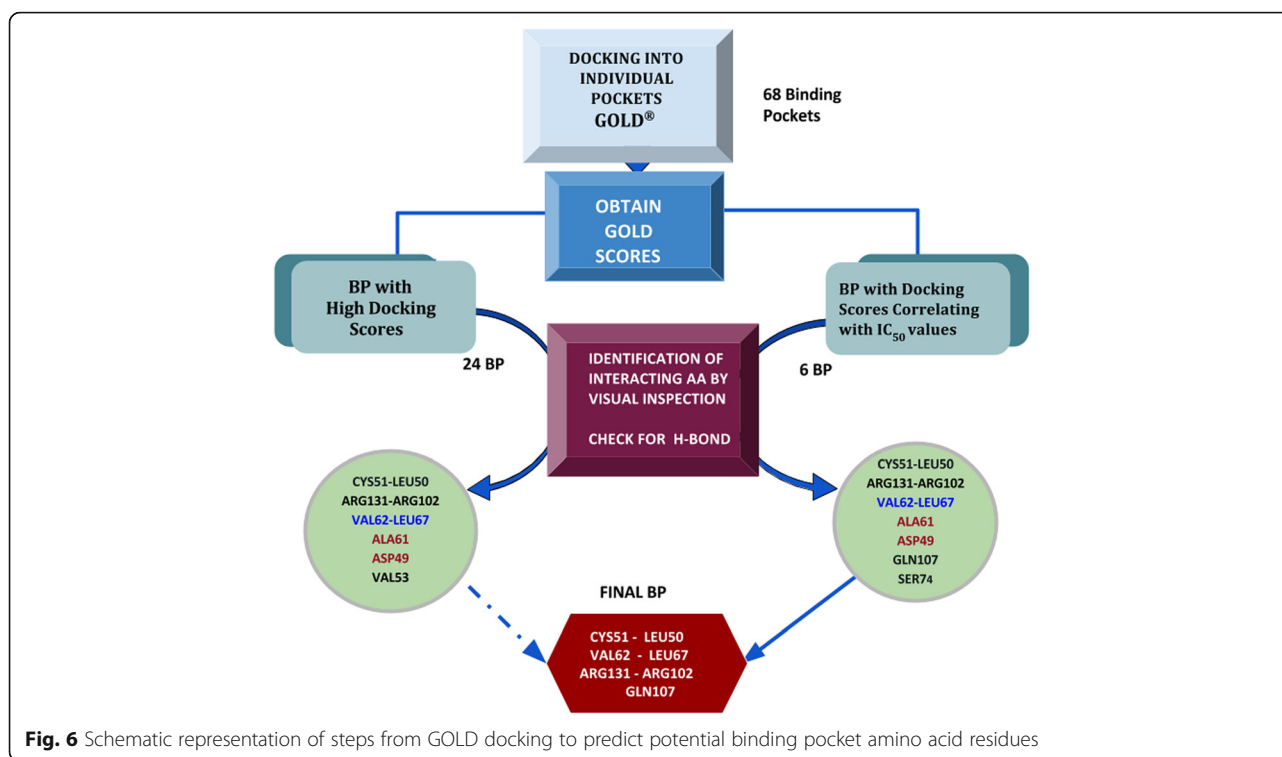 DOCKING INTO
INDIVIDUAL
POCKETS
GOLD®
68 Binding
Pockets
OBTAIN
GOLD
SCORES
BP with
High Docking
Scores
BP with Docking
Scores Correlating
with IC50 values
24 BP
IDENTIFICATION OF
INTERACTING AA BY
VISUAL INSPECTION
CHECK FOR H-BOND
6 BP
CYS51-LEU50
ARG131-ARG102
VAL62-LEU67
ALA61
ASP49
VAL53
CYS51-LEU50
ARG131-ARG102
VAL62-LEU67
ALA61
ASP49
GLN107
SER74
FINAL BP
CYS51 - LEU50
VAL62 - LEU67
ARG131 - ARG102
GLN107
Fig. 6 Schematic representation of steps from GOLD docking to predict potential binding pocket amino acid residues